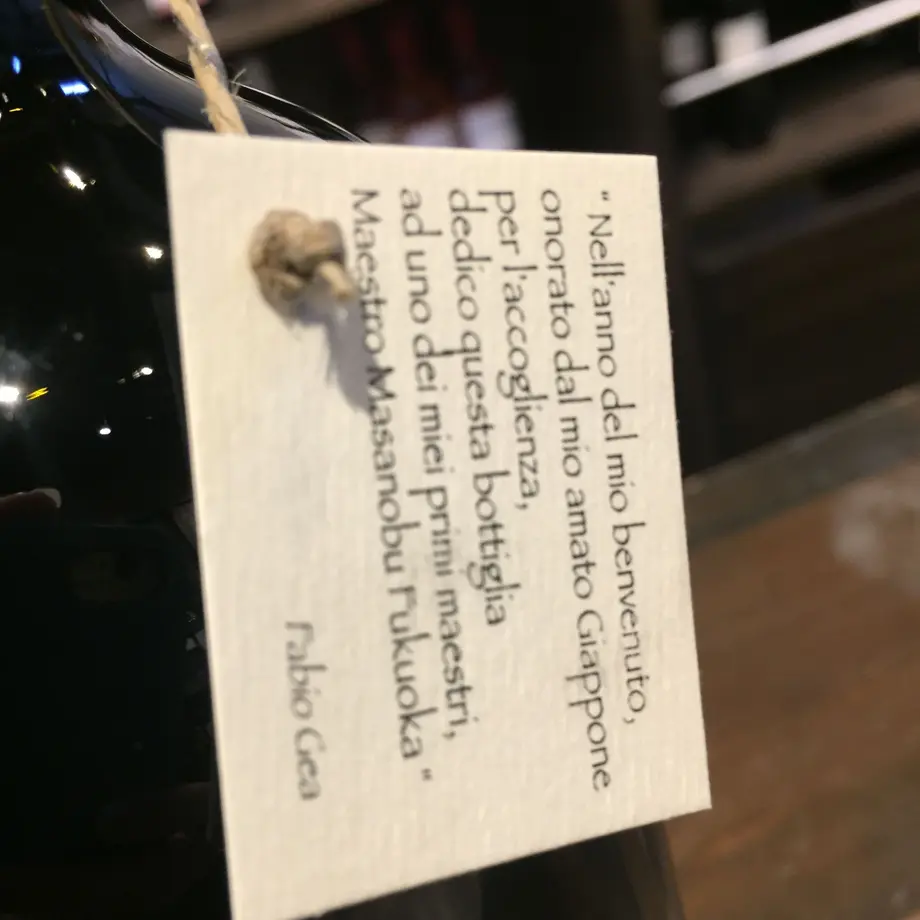 “ Nell'anno del mio benvenuto,
onorato dal mio amato Giappone
per l'accoglienza,
dedico questa bottiglia
ad uno dei miei primi maestri,
Maestro Masanobu Fukuoka “
Fabio Gea